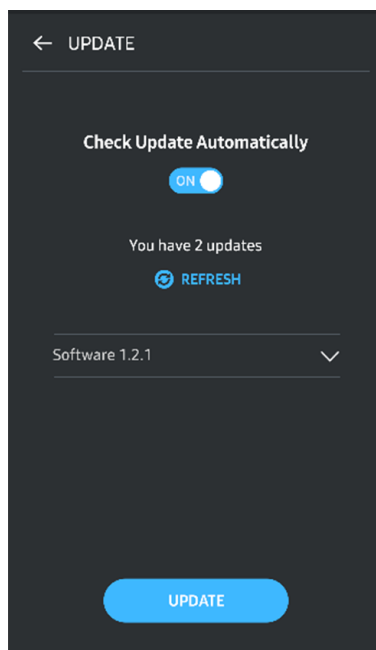 UPDATE
Check Update Automatically
ON
You have 2 updates
REFRESH
Software 1.2.1
UPDATE